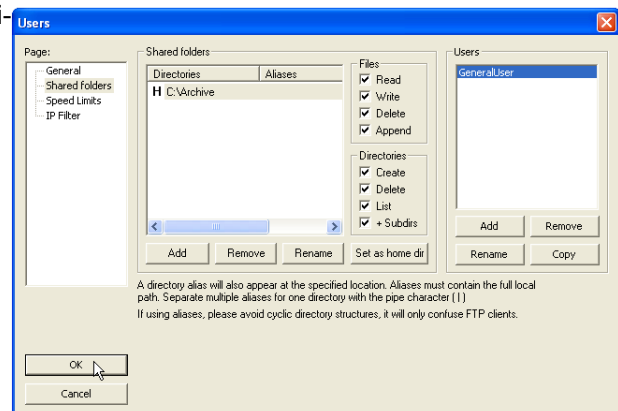 i-
Users
Page:
General
Shared folders
Speed Limits
IP Filter
Shared folders
Directories Aliases
H C:\Archive
Files
Read
Write
Delete
Append
Directories
Create
Delete
List
+ Subdirs
Add Remove Rename Set as home dir
Users
GeneralUser
Add Remove
Rename Copy
A directory alias will also appear at the specified location. Aliases must contain the full local
path. Separate multiple aliases for one directory with the pipe character ( | )
If using aliases, please avoid cyclic directory structures, it will only confuse FTP clients.
OK
Cancel